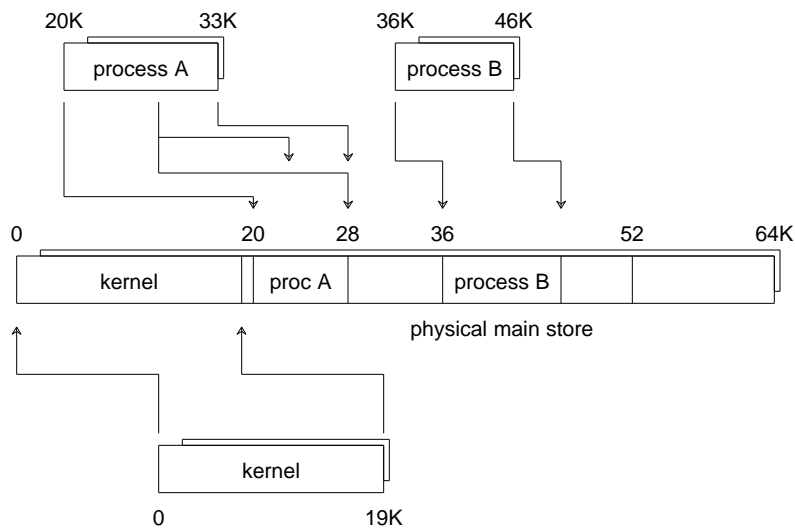 20K 33K 36K 46K
process A process B
0 20 28 36 52 64K
kernel proc A process B
physical main store
kernel
0 19K